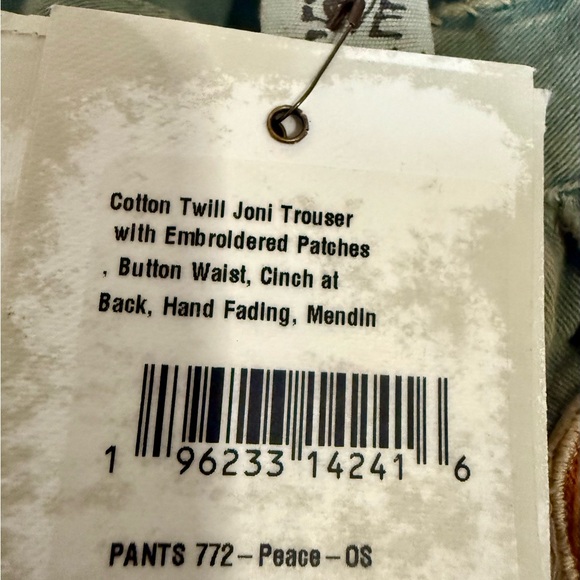 Cotton Twill Joni Trouser
with Embroidered Patches
, Button Waist, Cinch at
Back, Hand Fading, Mendin
1 96233 14241 6
PANTS 772-Peace-OS